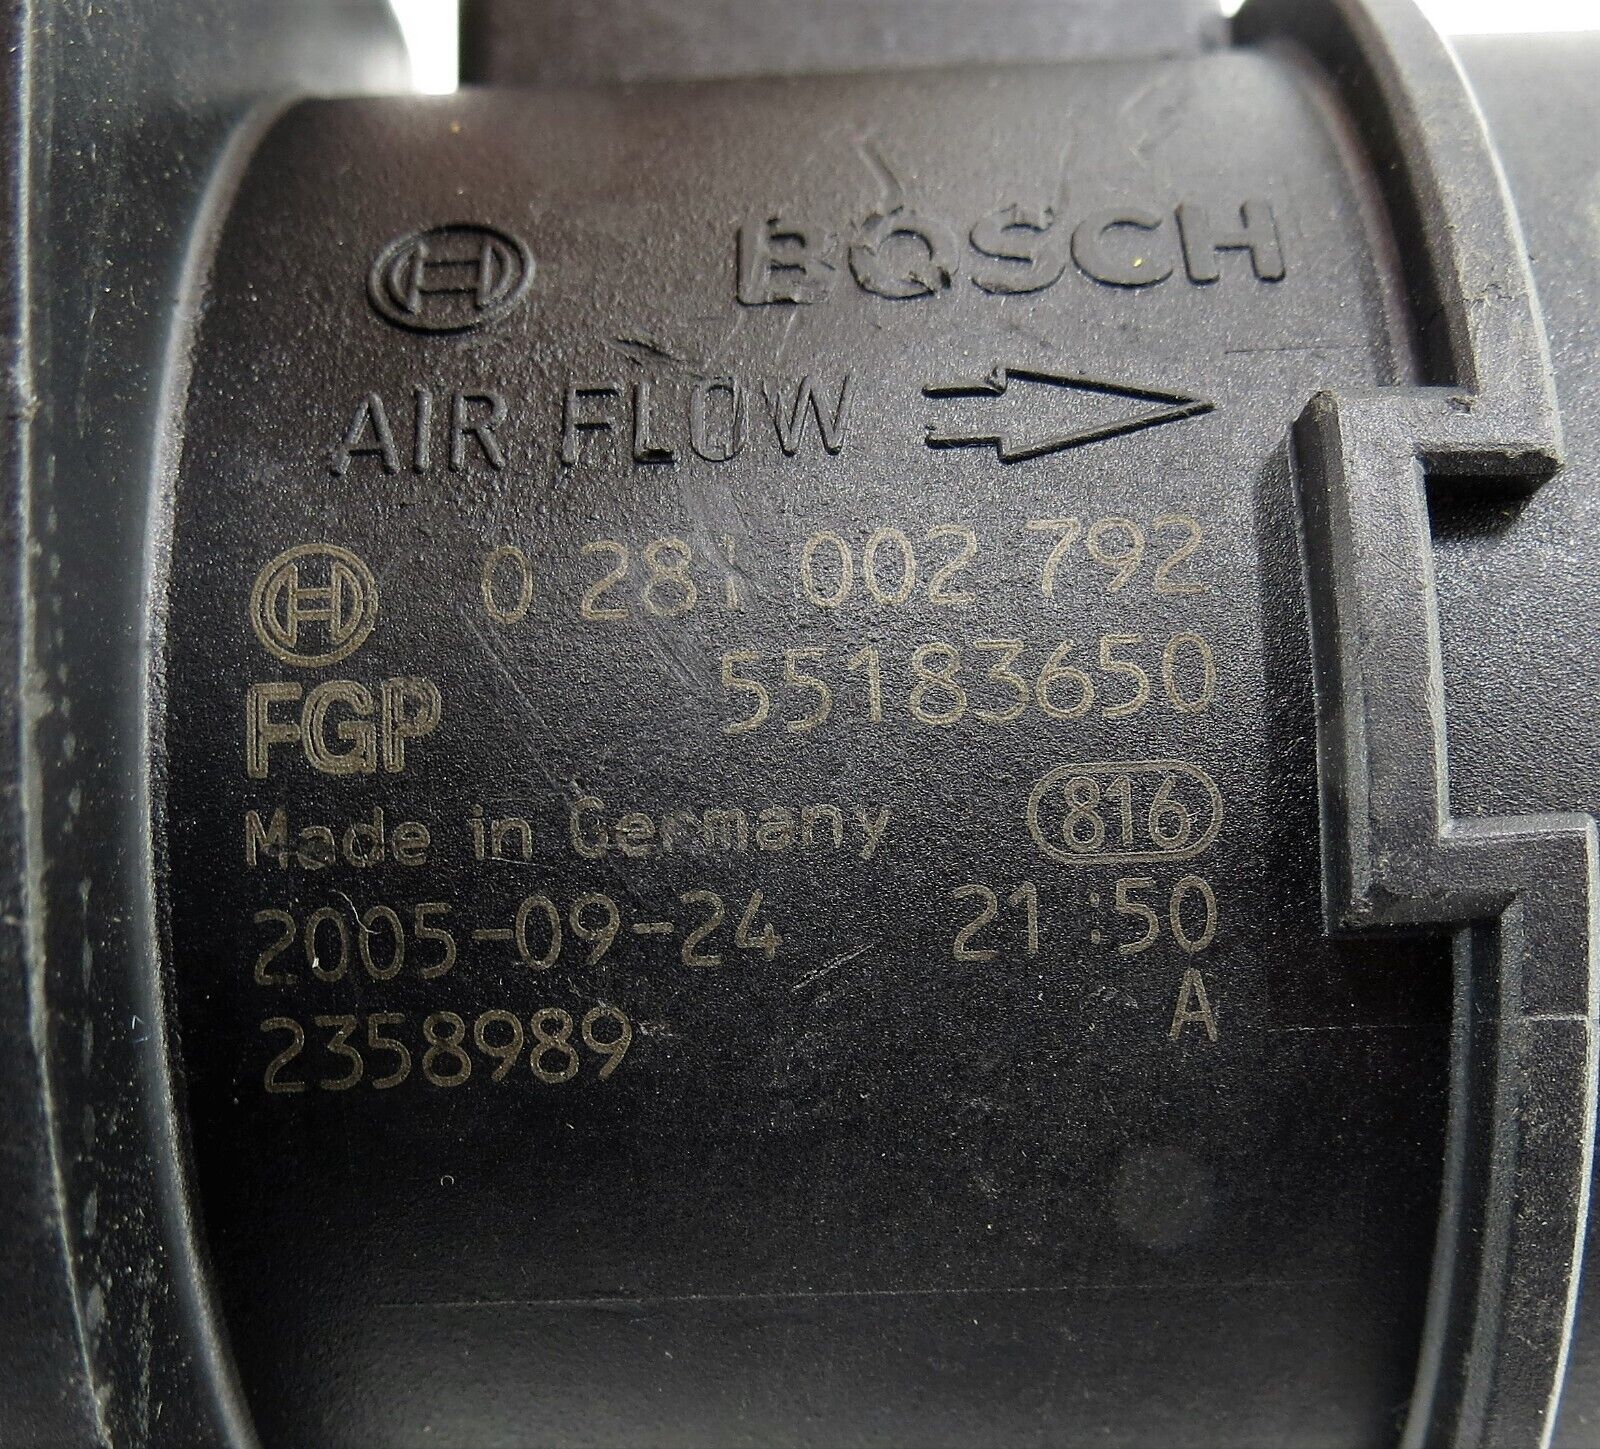 BOSCH
AIR FLOW
0 281 002 792
FGP 55183650
Made in Germany 816
2005-09-24 21:50
A
2358989